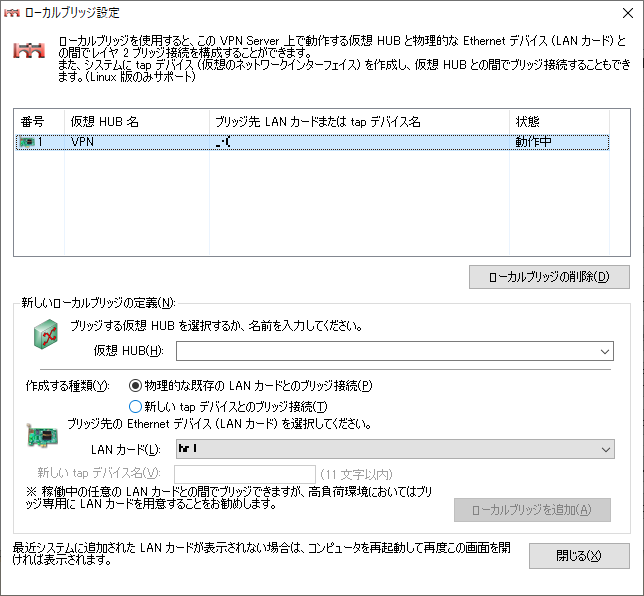 ローカルブリッジ設定
ローカルブリッジを使用すると、この VPN Server 上で動作する仮想 HUB と物理的な Ethernet デバイス (LAN カード) と
の間でレイヤ 2 ブリッジ接続を構成することができます。
また、システムに tap デバイス (仮想のネットワークインターフェイス) を作成し、仮想 HUB との間でブリッジ接続することもでき
ます。(Linux 版のみサポート)
番号 仮想 HUB 名 ブリッジ先 LAN カードまたは tap デバイス名 状態
1 VPN 動作中
ローカルブリッジの削除(D)
新しいローカルブリッジの定義(N):
ブリッジする仮想 HUB を選択するか、名前を入力してください。
仮想 HUB(H):
作成する種類(Y): 物理的な既存の LAN カードとのブリッジ接続(P)
新しい tap デバイスとのブリッジ接続(T)
ブリッジ先の Ethernet デバイス (LAN カード) を選択してください。
LAN カード(L):
新しい tap デバイス名(V): (11 文字以内)
※ 稼働中の任意の LAN カードとの間でブリッジできますが、高負荷環境においてはブリ
ッジ専用に LAN カードを用意することをお勧めします。
ローカルブリッジを追加(A)
最近システムに追加された LAN カードが表示されない場合は、コンピュータを再起動して再度この画面を開
ければ表示されます。
閉じる(X)